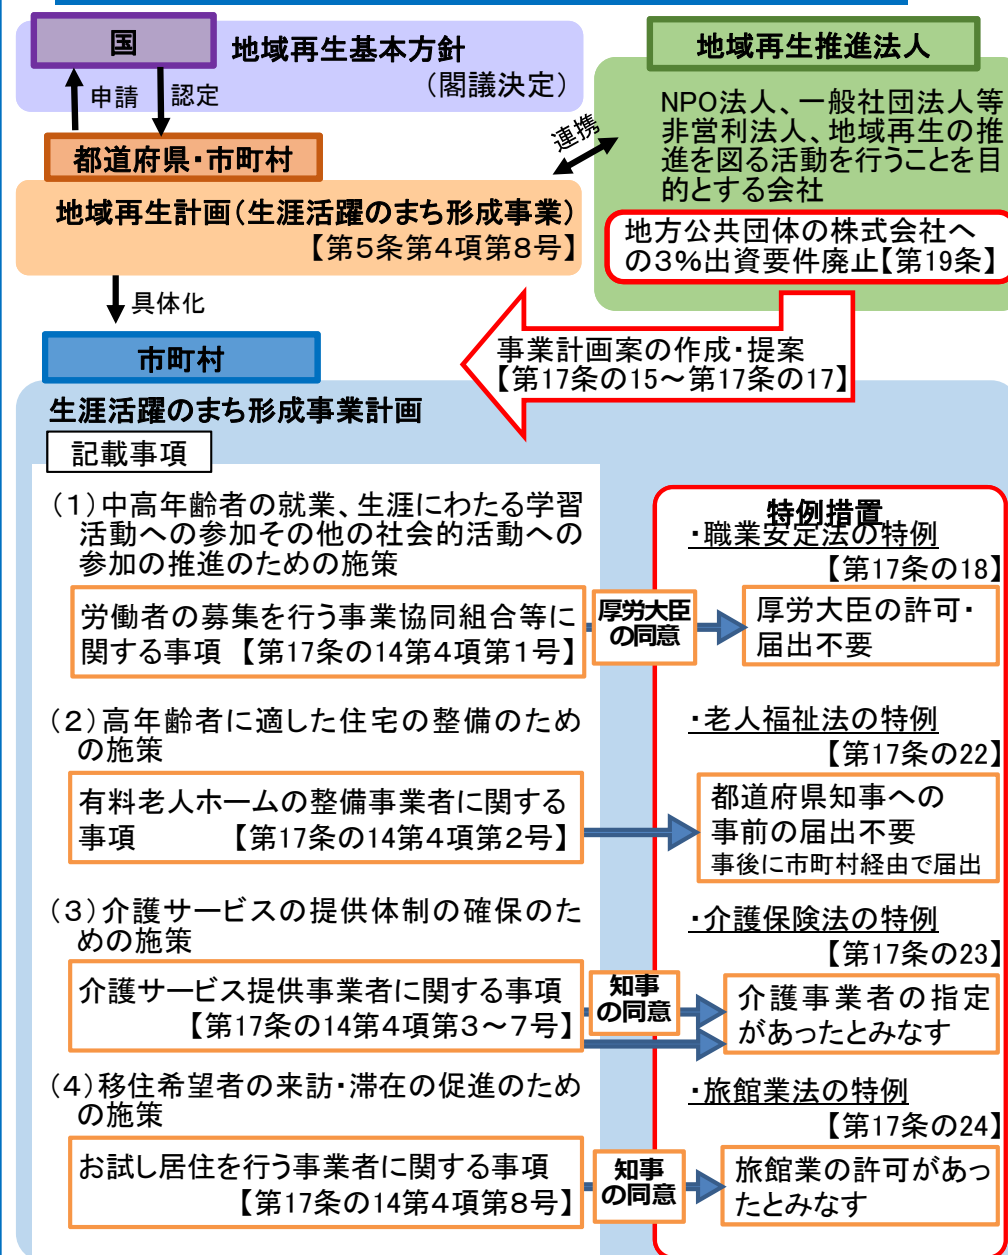 国
地域再生基本方針
(閣議決定)
申請
認定
都道府県・市町村
地域再生計画(生涯活躍のまち形成事業)
【第5条第4項第8号】
連携
地域再生推進法人
NPO法人、一般社団法人等
非営利法人、地域再生の推
進を図る活動を行うことを目
的とする会社
地方公共団体の株式会社へ
の3%出資要件廃止【第19条】
具体化
市町村
事業計画案の作成・提案
【第17条の15～第17条の17】
生涯活躍のまち形成事業計画
記載事項
(1)中高年齢者の就業、生涯にわたる学習
活動への参加その他の社会的活動への
参加の推進のための施策
労働者の募集を行う事業協同組合等に
関する事項 【第17条の14第4項第1号】
厚労大臣
の同意
特例措置
・職業安定法の特例
【第17条の18】
厚労大臣の許可・
届出不要
(2)高年齢者に適した住宅の整備のため
の施策
有料老人ホームの整備事業者に関する
事項 【第17条の14第4項第2号】
・老人福祉法の特例
【第17条の22】
都道府県知事への
事前の届出不要
事後に市町村経由で届出
(3)介護サービスの提供体制の確保のた
めの施策
介護サービス提供事業者に関する事項
【第17条の14第4項第3～7号】
知事
の同意
・介護保険法の特例
【第17条の23】
介護事業者の指定
があったとみなす
(4)移住希望者の来訪・滞在の促進のため
の施策
お試し居住を行う事業者に関する事項
【第17条の14第4項第8号】
知事
の同意
・旅館業法の特例
【第17条の24】
旅館業の許可があっ
たとみなす